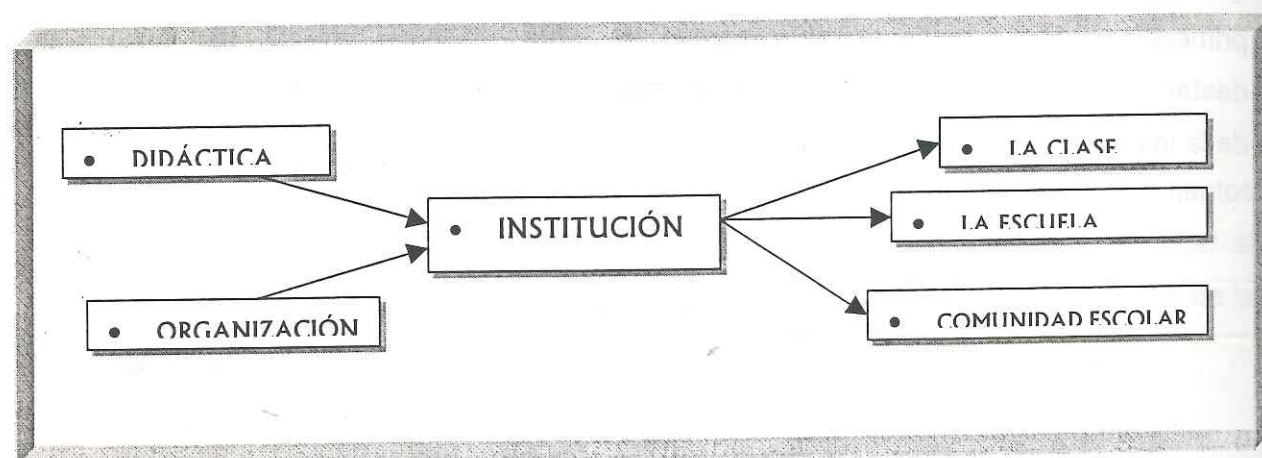 • DIDÁCTICA
• ORGANIZACIÓN
• INSTITUCIÓN
• LA CLASE
• LA ESCUELA
• COMUNIDAD ESCOLAR